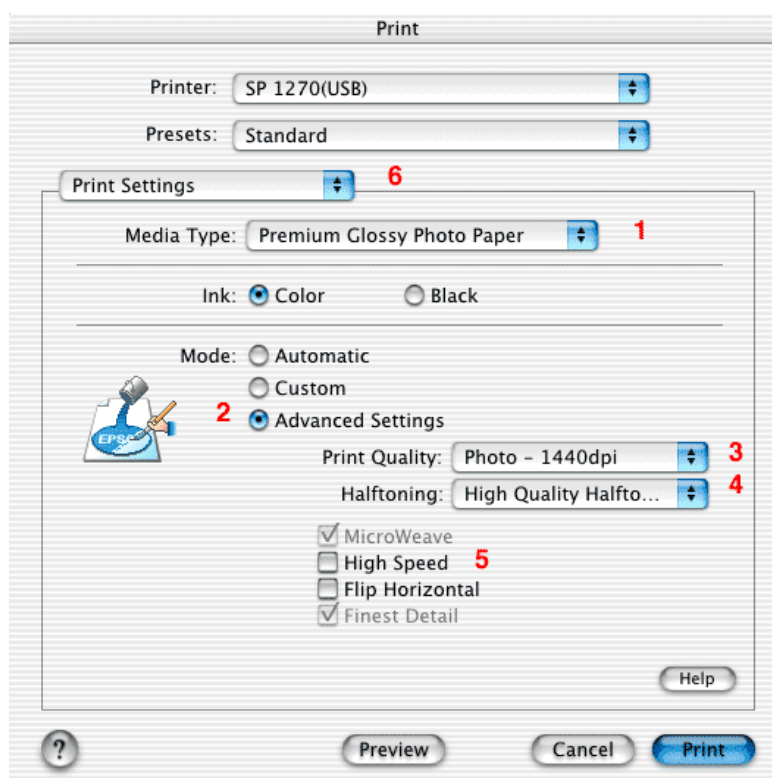 Print
Printer: SP 1270(USB)
Presets: Standard
Print Settings 6
Media Type: Premium Glossy Photo Paper 1
Ink: Color Black
Mode: Automatic
Custom
2 Advanced Settings
EPS
Print Quality: Photo – 1440dpi 3
Halftoning: High Quality Halfto... 4
MicroWeave
High Speed 5
Flip Horizontal
Finest Detail
Help
? Preview Cancel Print